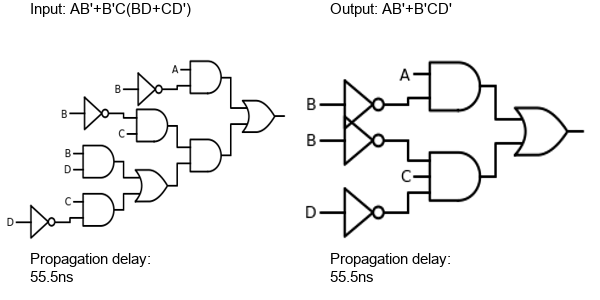 Input: AB'+B'C(BD+CD')
Output: AB'+B'CD'
A
B
B
C
B
D
C
D
A
B
B
C
D
Propagation delay:
55.5ns
Propagation delay:
55.5ns